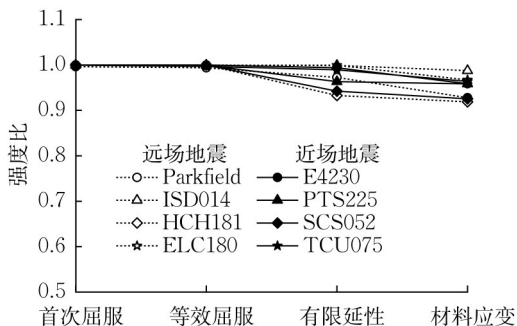 1.1
1.0
0.9
0.8
0.7
0.6
0.5
强度比
远场地震 近场地震
Parkfield E4230
ISD014 PTS225
HCH181 SCS052
ELC180 TCU075
首次屈服 等效屈服 有限延性 材料应变